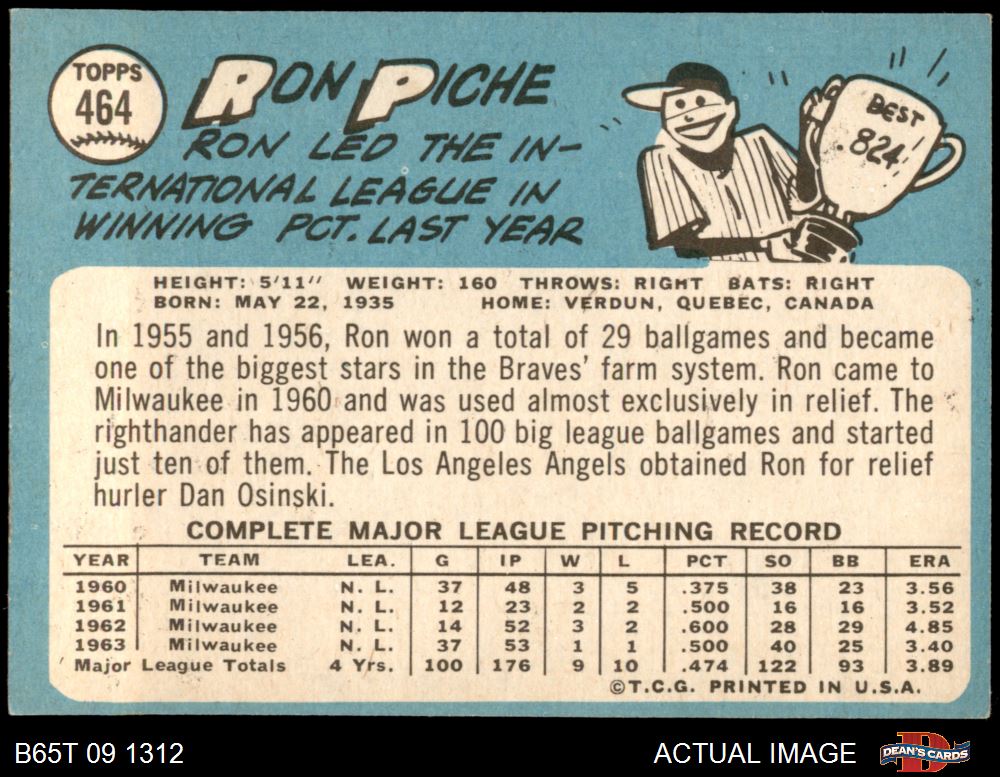 TOPPS
464
RON PICHE
RON LED THE IN-
TERNATIONAL LEAGUE IN
WINNING PCT. LAST YEAR
BEST
.824
HEIGHT: 5'11" WEIGHT: 160 THROWS: RIGHT BATS: RIGHT
BORN: MAY 22, 1935 HOME: VERDUN, QUEBEC, CANADA
In 1955 and 1956, Ron won a total of 29 ballgames and became
one of the biggest stars in the Braves' farm system. Ron came to
Milwaukee in 1960 and was used almost exclusively in relief. The
righthander has appeared in 100 big league ballgames and started
just ten of them. The Los Angeles Angels obtained Ron for relief
hurler Dan Osinski.
COMPLETE MAJOR LEAGUE PITCHING RECORD
YEAR TEAM LEA. G IP W L PCT SO BB ERA
1960 Milwaukee N. L. 37 48 3 5 .375 38 23 3.56
1961 Milwaukee N. L. 12 23 2 2 .500 16 16 3.52
1962 Milwaukee N. L. 14 52 3 2 .600 28 29 4.85
1963 Milwaukee N. L. 37 53 1 1 .500 40 25 3.40
Major League Totals 4 Yrs. 100 176 9 10 .474 122 93 3.89
©T.C.G. PRINTED IN U.S.A.
B65T 09 1312 ACTUAL IMAGE DEAN'S CARDS